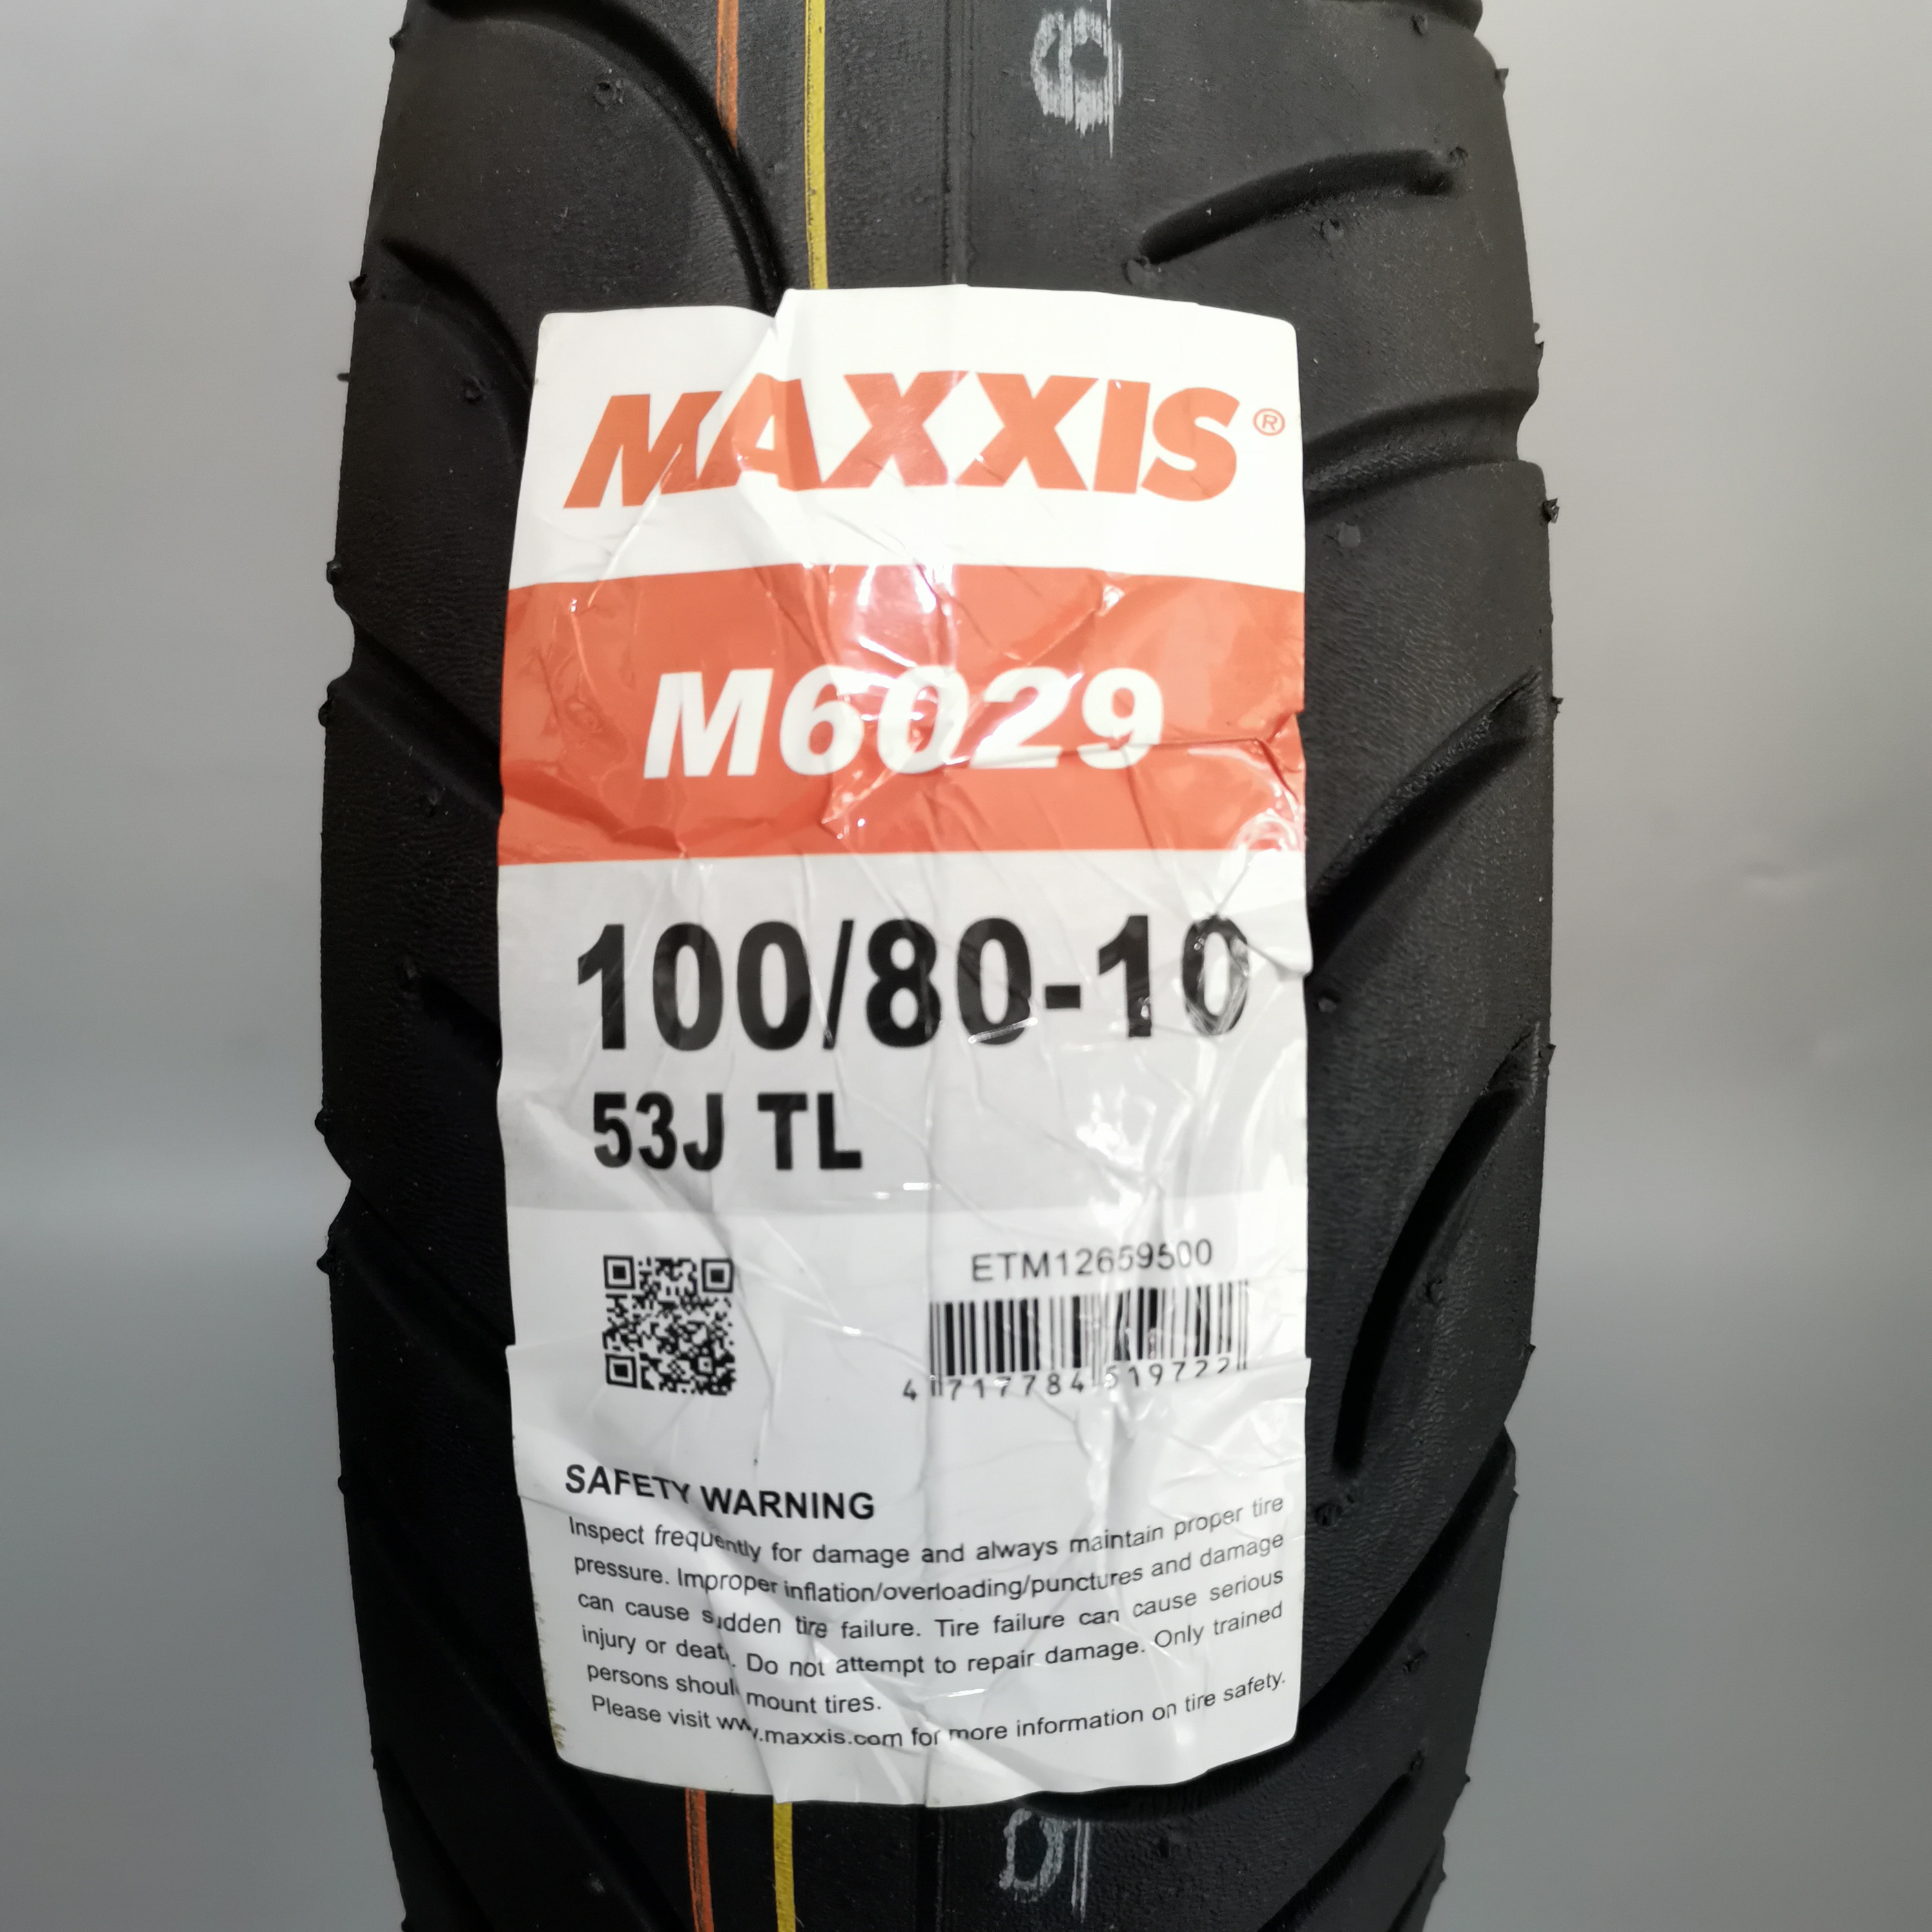 MAXXIS®
M6029
100/80-10
53J TL
ETM12659500
4 717784 519722
SAFETY WARNING
Inspect frequently for damage and always maintain proper tire
pressure. Improper inflation/overloading/punctures and damage
can cause sudden tire failure. Tire failure can cause serious
injury or death. Do not attempt to repair damage. Only trained
persons should mount tires.
Please visit www.maxxis.com for more information on tire safety.